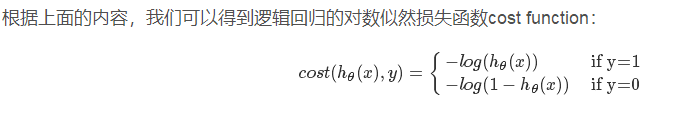 根据上面的内容，我们可以得到逻辑回归的对数似然损失函数cost function：
cost(hθ(x), y) = { −log(hθ(x)) if y=1
−log(1 − hθ(x)) if y=0